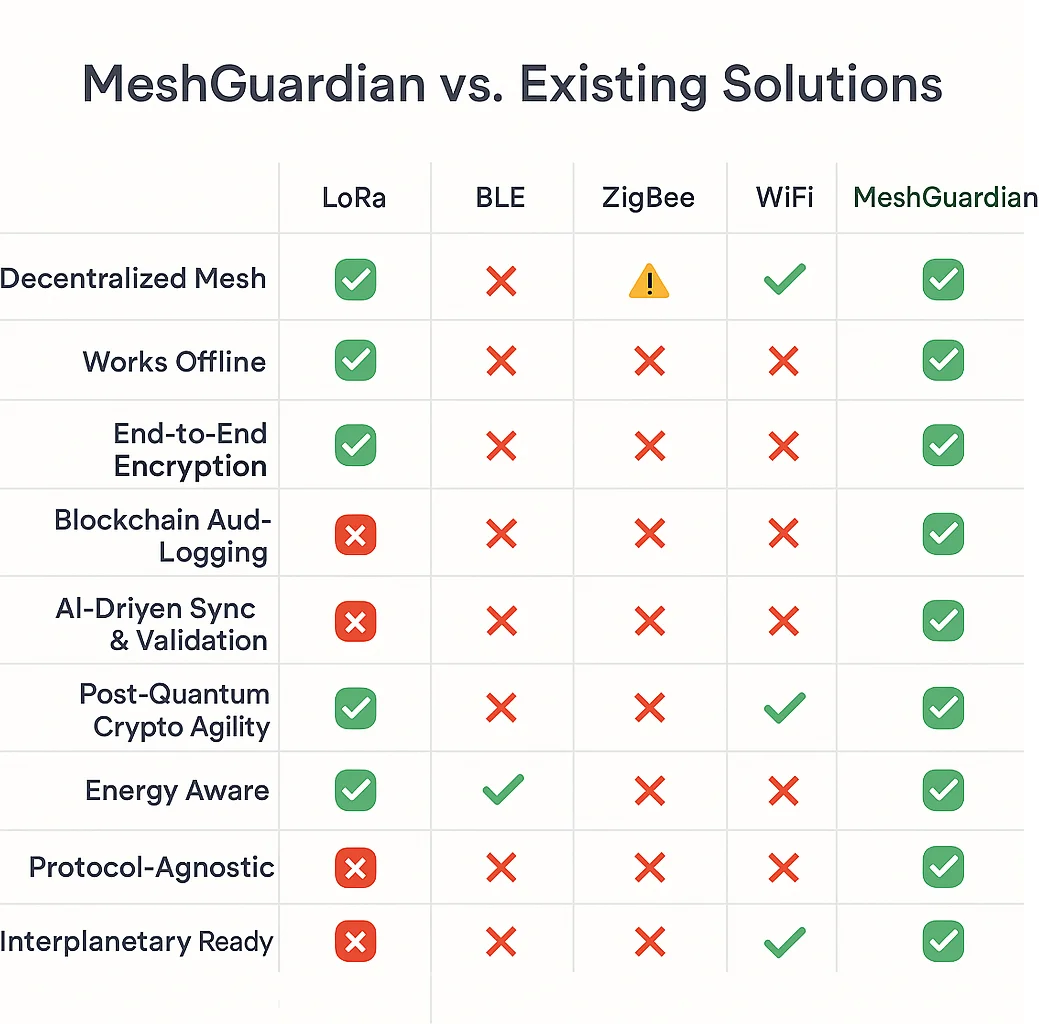 MeshGuardian vs. Existing Solutions
LoRa BLE ZigBee WiFi MeshGuardian
Decentralized Mesh
Works Offline
End-to-End
Encryption
Blockchain Aud-
Logging
AI-Driyen Sync
& Validation
Post-Quantum
Crypto Agility
Energy Aware
Protocol-Agnostic
Interplanetary Ready